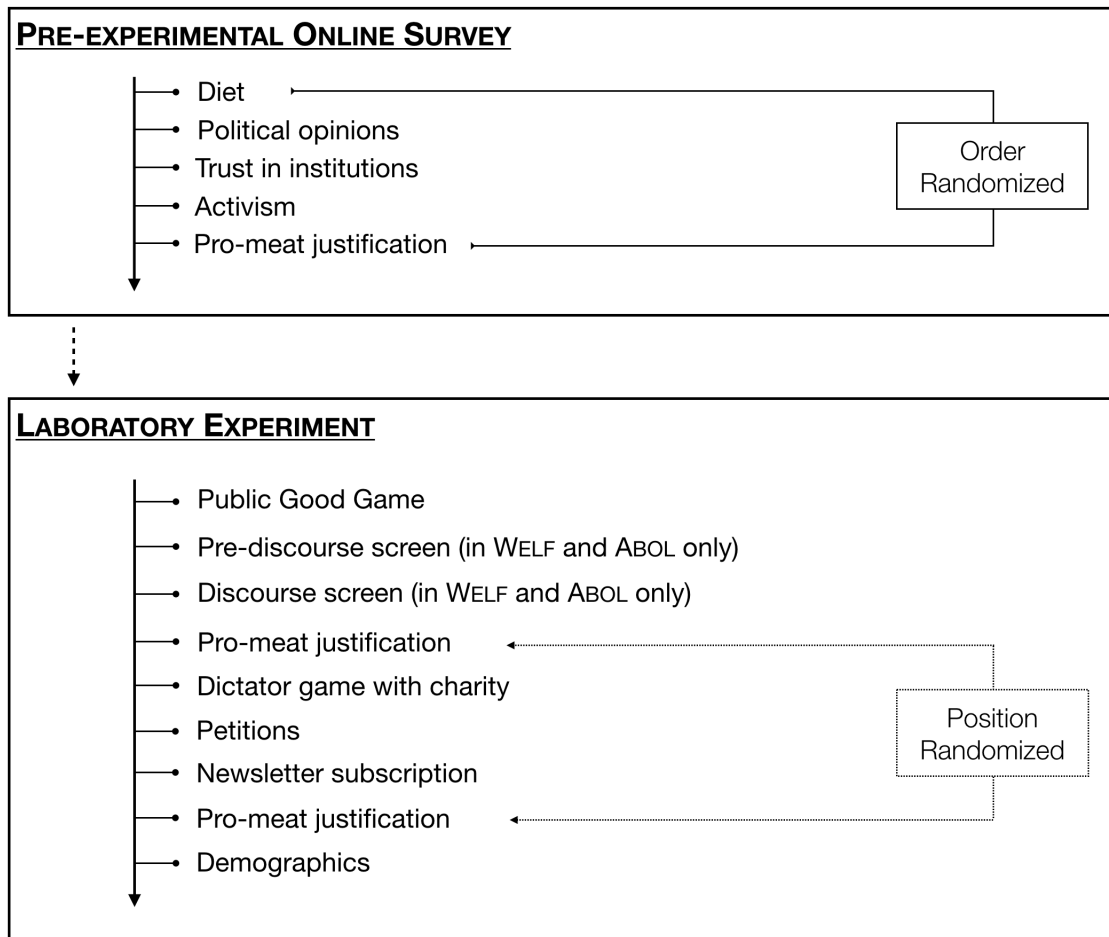 PRE-EXPERIMENTAL ONLINE SURVEY
Diet
Political opinions
Trust in institutions
Activism
Pro-meat justification
Order
Randomized
LABORATORY EXPERIMENT
Public Good Game
Pre-discourse screen (in WELF and ABOL only)
Discourse screen (in WELF and ABOL only)
Pro-meat justification
Dictator game with charity
Petitions
Newsletter subscription
Pro-meat justification
Demographics
Position
Randomized